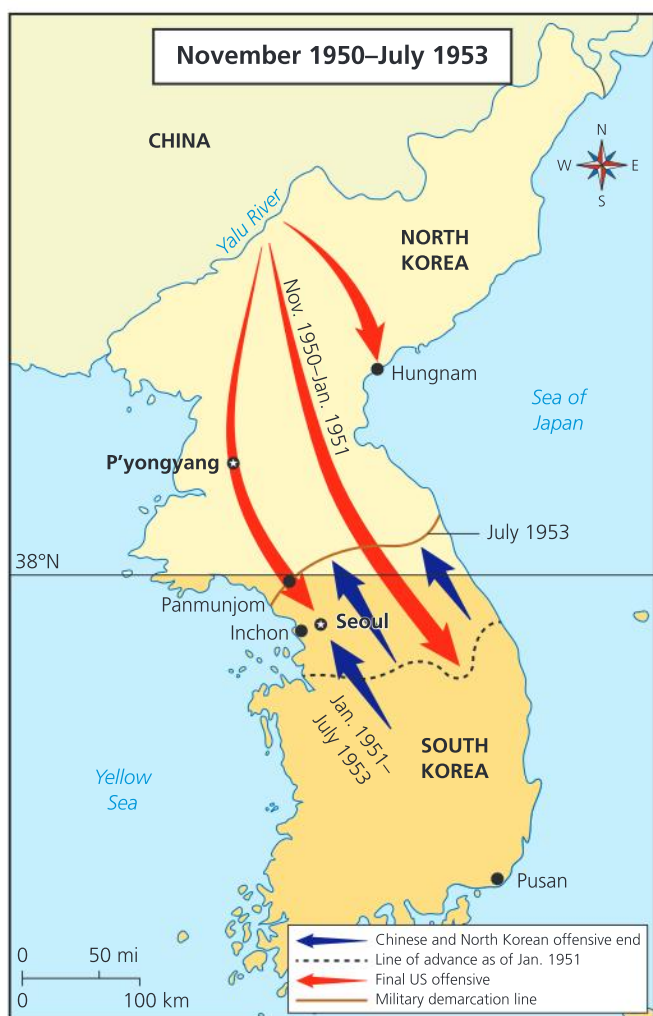 November 1950–July 1953
CHINA
N
W
E
S
Yalu River
NORTH
KOREA
Nov. 1950–Jan. 1951
Hungnam
Sea of
Japan
P'yongyang
July 1953
38°N
Panmunjom
Inchon
Seoul
Jan. 1951–
July 1953
SOUTH
KOREA
Yellow
Sea
Pusan
0 50 mi
0 100 km
Chinese and North Korean offensive end
Line of advance as of Jan. 1951
Final US offensive
Military demarcation line